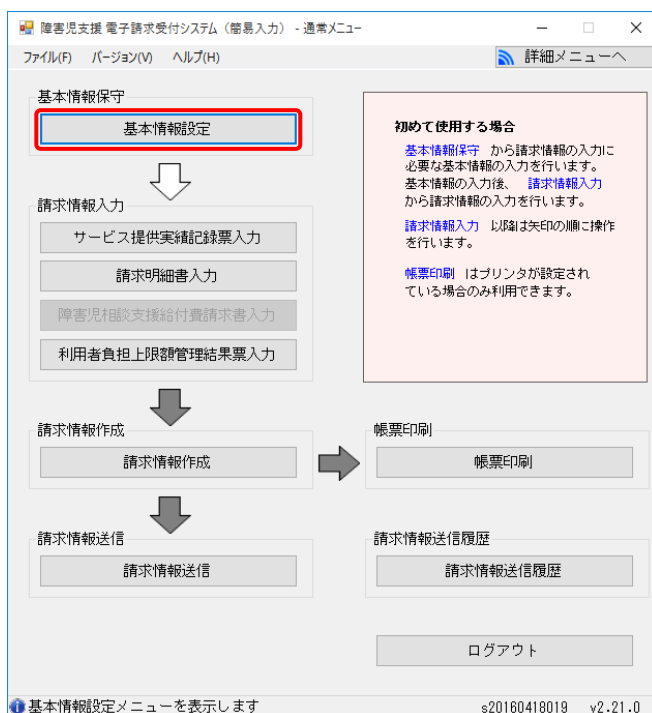 障害児支援 電子請求受付システム（簡易入力） - 通常メニュー
ファイル(F) バージョン(V) ヘルプ(H)
詳細メニューへ
基本情報保守
基本情報設定
請求情報入力
サービス提供実績記録票入力
請求明細書入力
障害児相談支援給付費請求書入力
利用者負担上限額管理結果票入力
初めて使用する場合
基本情報保守 から請求情報の入力に
必要な基本情報の入力を行います。
基本情報の入力後、 請求情報入力
から請求情報の入力を行います。
請求情報入力 以降は矢印の順に操作
を行います。
帳票印刷 はプリンタが設定され
ている場合のみ利用できます。
請求情報作成
請求情報作成
帳票印刷
帳票印刷
請求情報送信
請求情報送信
請求情報送信履歴
請求情報送信履歴
ログアウト
基本情報設定メニューを表示します
s20160418019 v2.21.0